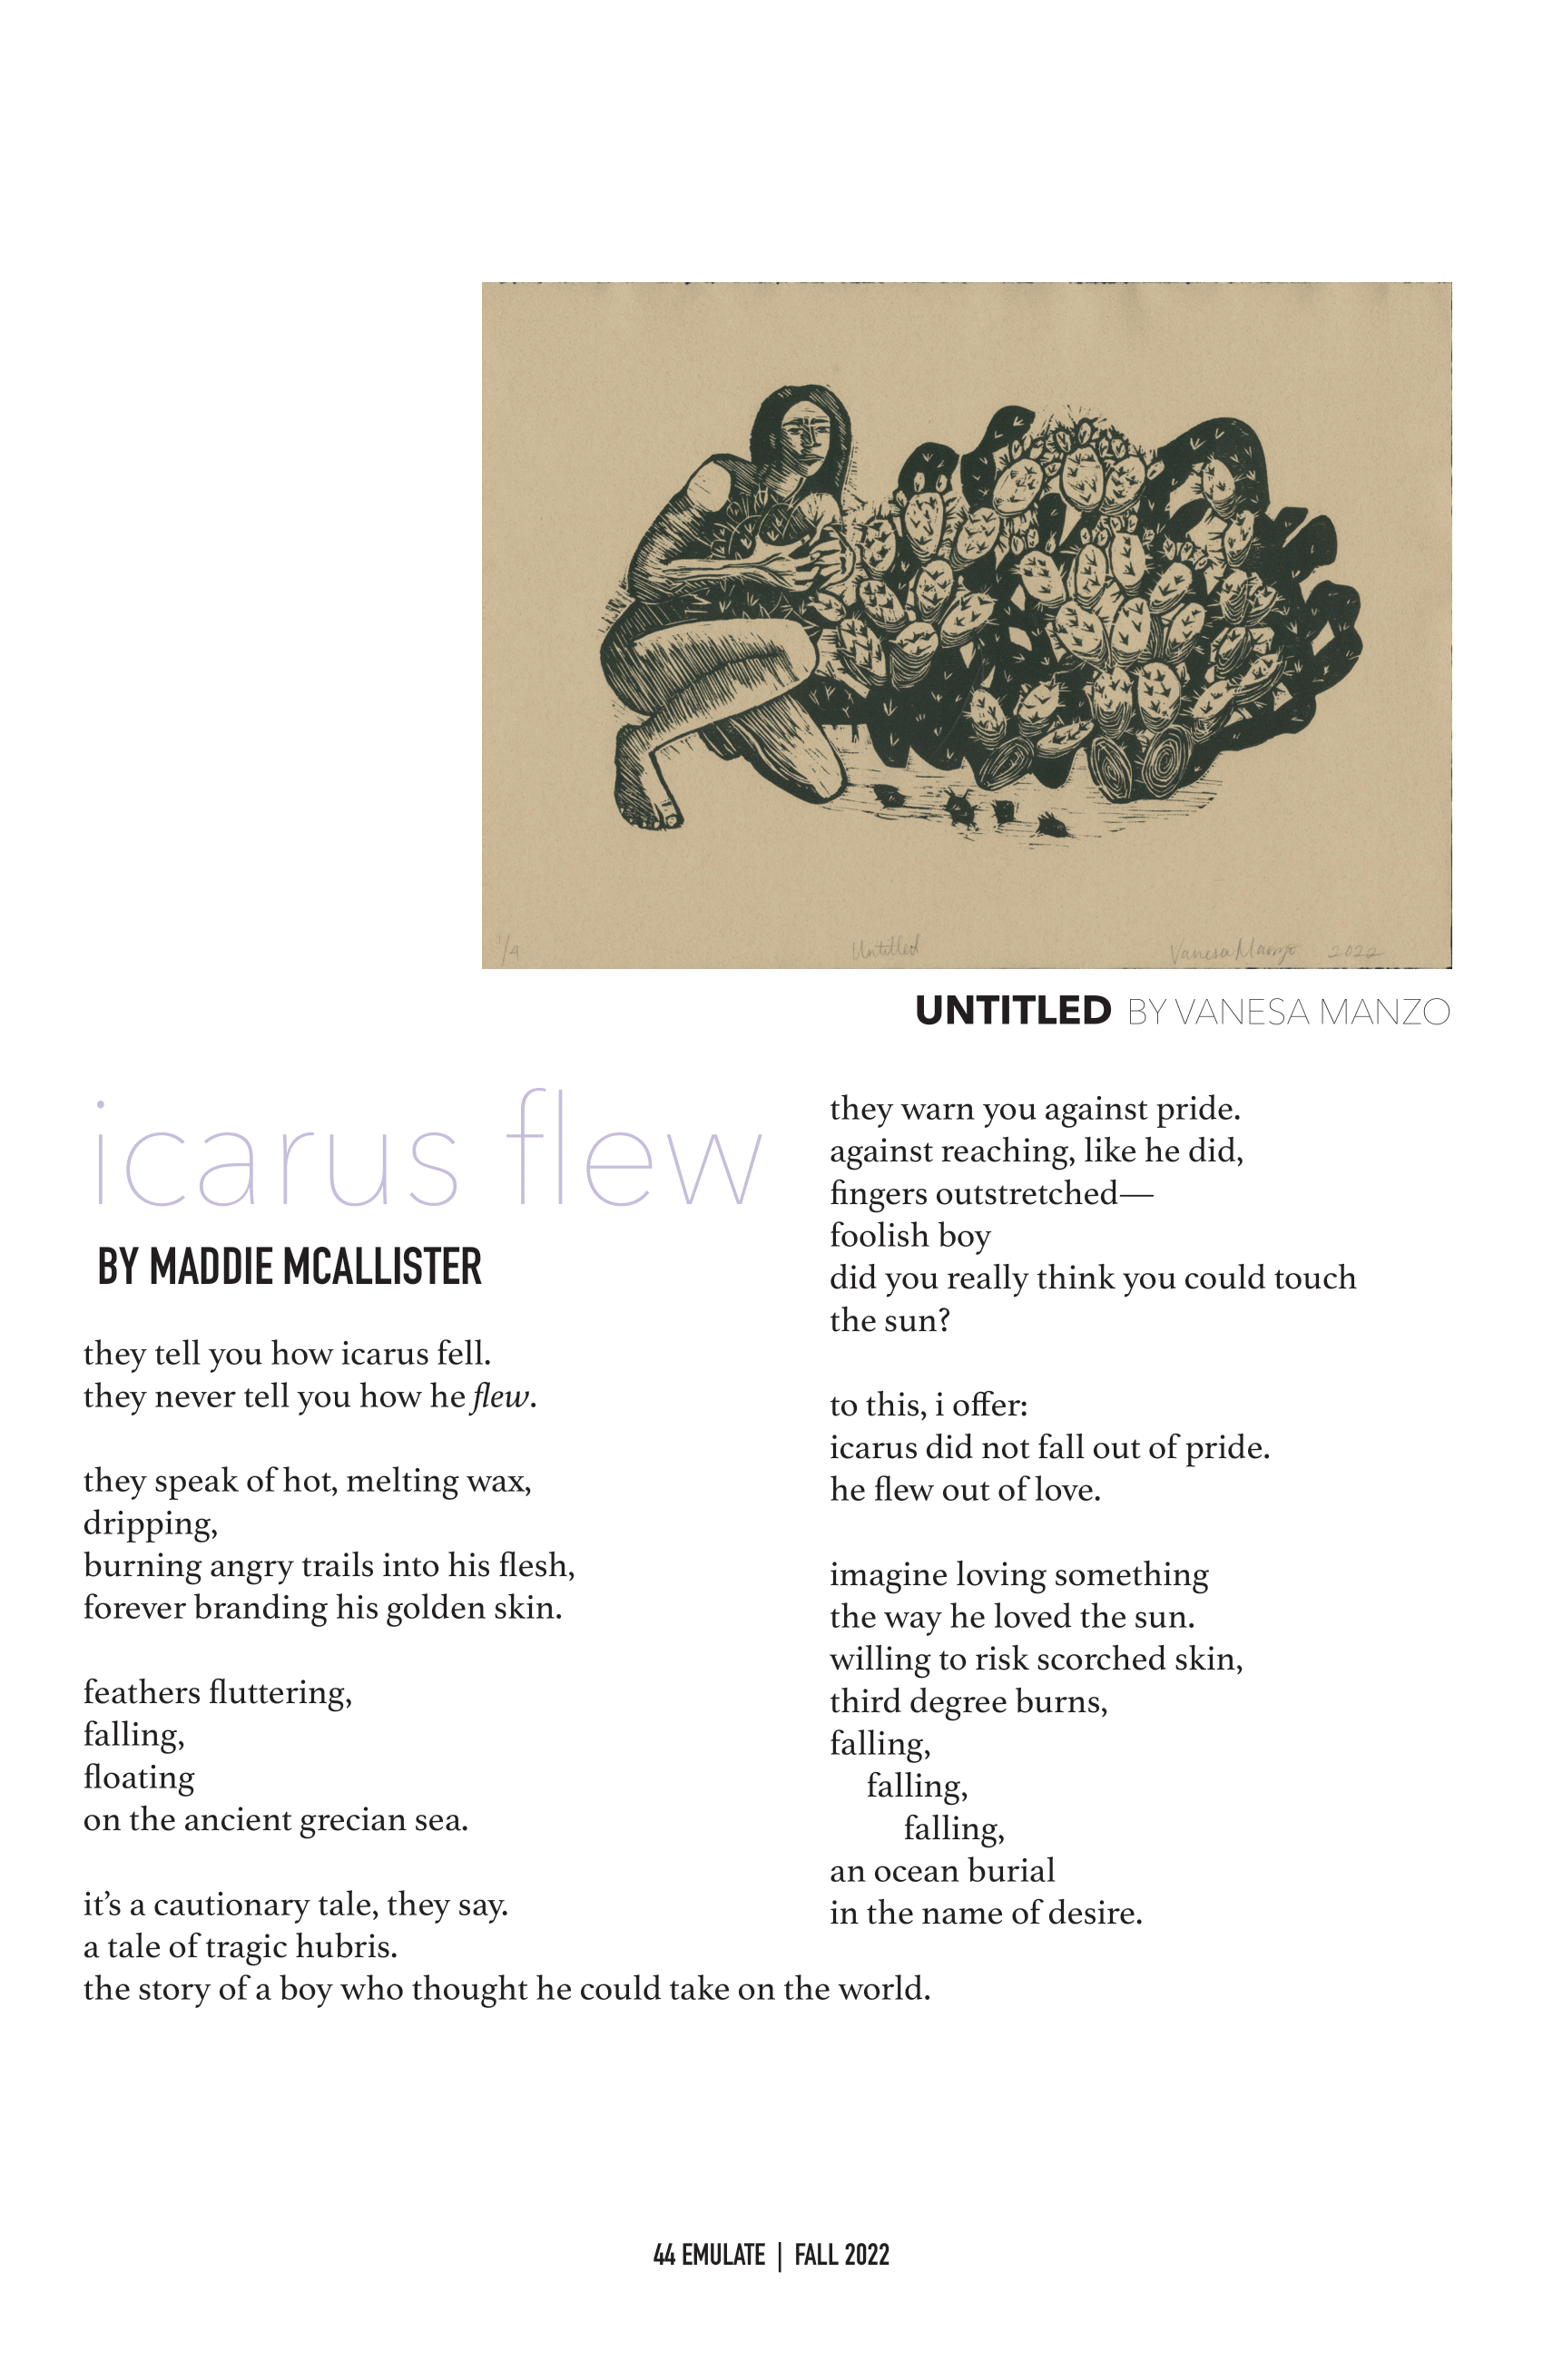 1/4 Untitled Vanesa Manzo 2022
UNTITLED BY VANESA MANZO
icarus flew
BY MADDIE MCALLISTER
they tell you how icarus fell.
they never tell you how he flew.
they speak of hot, melting wax,
dripping,
burning angry trails into his flesh,
forever branding his golden skin.
feathers fluttering,
falling,
floating
on the ancient grecian sea.
it’s a cautionary tale, they say.
a tale of tragic hubris.
the story of a boy who thought he could take on the world.
they warn you against pride.
against reaching, like he did,
fingers outstretched—
foolish boy
did you really think you could touch
the sun?
to this, i offer:
icarus did not fall out of pride.
he flew out of love.
imagine loving something
the way he loved the sun.
willing to risk scorched skin,
third degree burns,
falling,
falling,
falling,
an ocean burial
in the name of desire.
44 EMULATE | FALL 2022